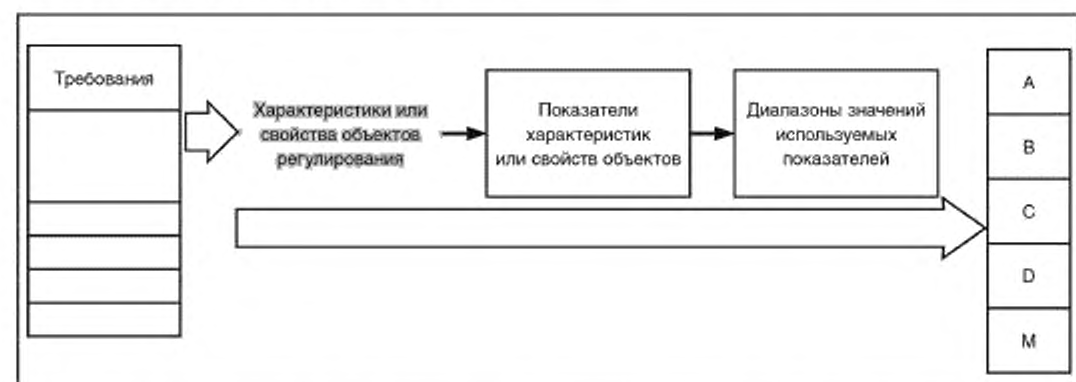 Требования
Характеристики или
свойства объектов
регулирования
Показатели
характеристик
или свойств объектов
Диапазоны значений
используемых
показателей
A
B
C
D
M